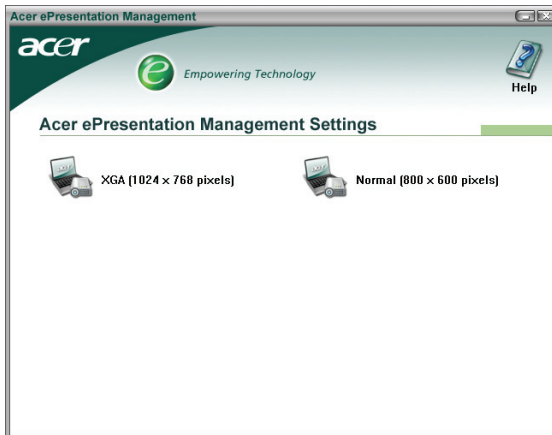 Acer ePresentation Management
acer
e Empowering Technology
Help
Acer ePresentation Management Settings
XGA (1024 x 768 pixels)
Normal (800 x 600 pixels)